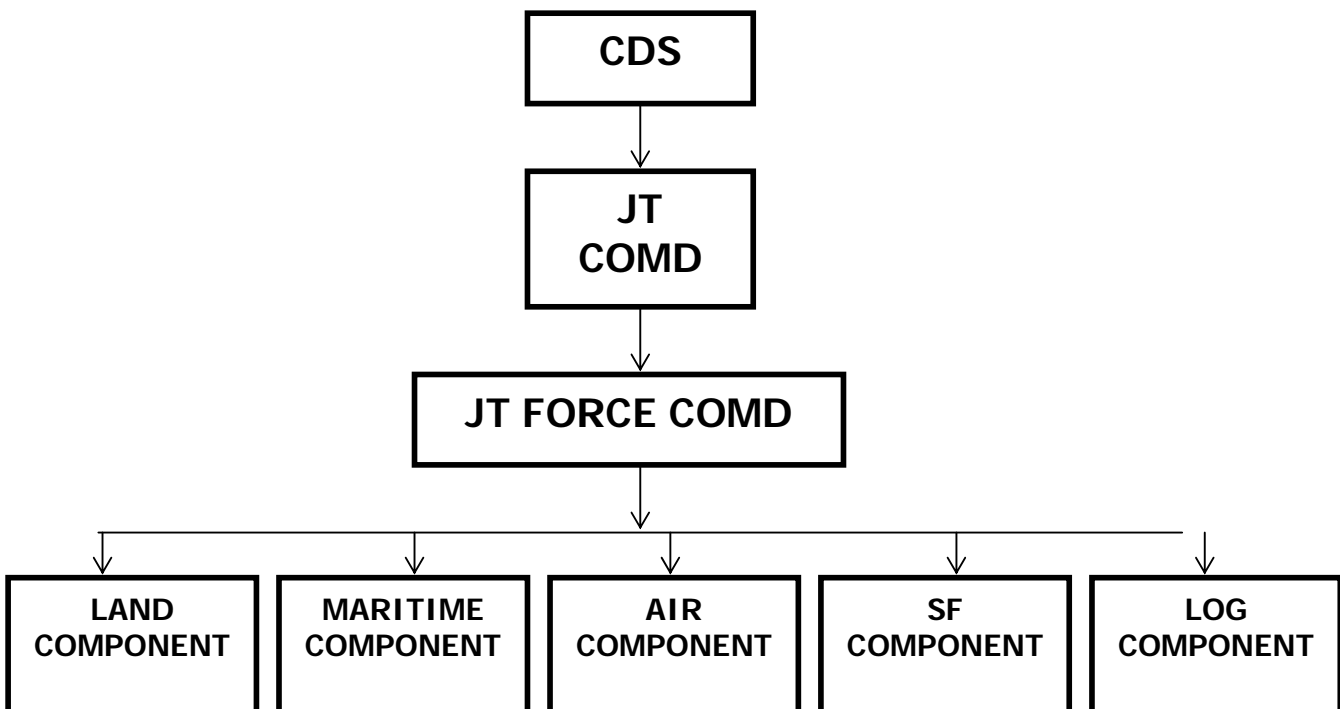 CDS
JT
COMD
JT FORCE COMD
LAND
COMPONENT
MARITIME
COMPONENT
AIR
COMPONENT
SF
COMPONENT
LOG
COMPONENT